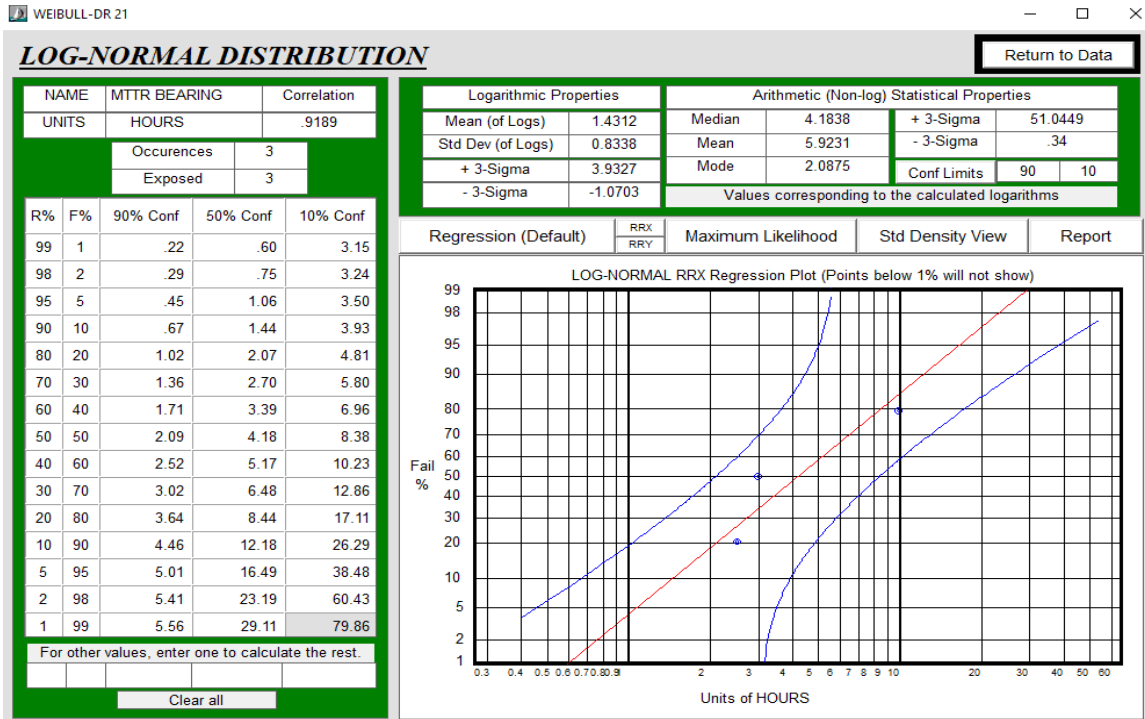 WEIBULL-DR 21
LOG-NORMAL DISTRIBUTION
Return to Data
NAME MTTR BEARING Correlation
UNITS HOURS .9189
Occurences 3
Exposed 3
R% F% 90% Conf 50% Conf 10% Conf
99 1 .22 .60 3.15
98 2 .29 .75 3.24
95 5 .45 1.06 3.50
90 10 .67 1.44 3.93
80 20 1.02 2.07 4.81
70 30 1.36 2.70 5.80
60 40 1.71 3.39 6.96
50 50 2.09 4.18 8.38
40 60 2.52 5.17 10.23
30 70 3.02 6.48 12.86
20 80 3.64 8.44 17.11
10 90 4.46 12.18 26.29
5 95 5.01 16.49 38.48
2 98 5.41 23.19 60.43
1 99 5.56 29.11 79.86
For other values, enter one to calculate the rest.
Clear all
Logarithmic Properties
Mean (of Logs) 1.4312
Std Dev (of Logs) 0.8338
+ 3-Sigma 3.9327
- 3-Sigma -1.0703
Arithmetic (Non-log) Statistical Properties
Median 4.1838 + 3-Sigma 51.0449
Mean 5.9231 - 3-Sigma .34
Mode 2.0875 Conf Limits 90 10
Values corresponding to the calculated logarithms
Regression (Default) RRX Maximum Likelihood Std Density View Report
RRY
LOG-NORMAL RRX Regression Plot (Points below 1% will not show)
99
98
95
90
80
70
60
Fail 50
% 40
30
20
10
5
2
1
0.3 0.4 0.5 0.6 0.70.80.9 2 3 4 5 6 7 8 9 10 20 30 40 50 60
Units of HOURS